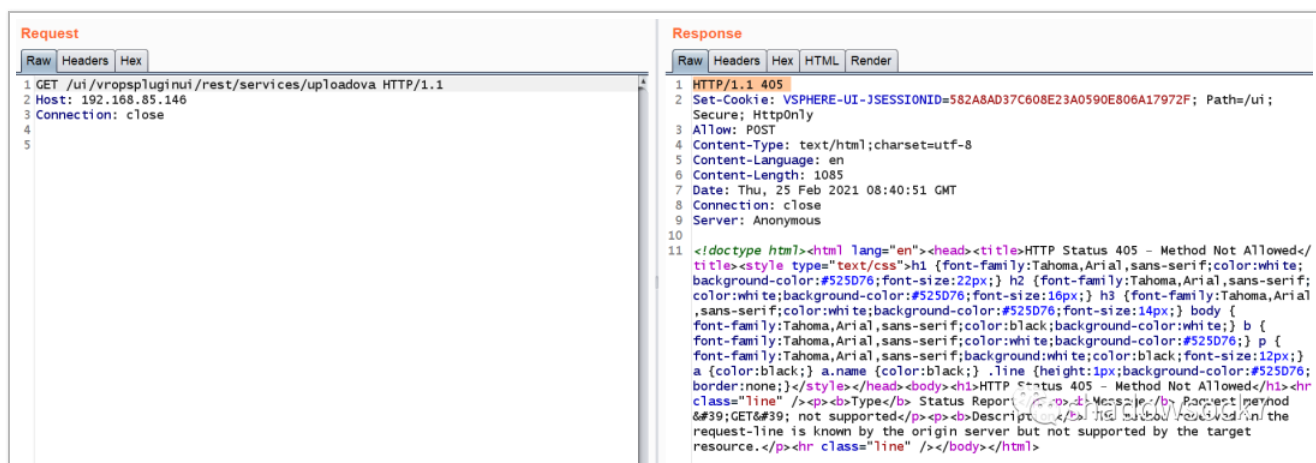 Request
Raw Headers Hex
1 GET /ui/vropspluginui/rest/services/uploadova HTTP/1.1
2 Host: 192.168.85.146
3 Connection: close
4
5
Response
Raw Headers Hex HTML Render
1 HTTP/1.1 405
2 Set-Cookie: VSPHERE-UI-JSESSIONID=582A8AD37C608E23A0590E806A17972F; Path=/ui;
Secure; HttpOnly
3 Allow: POST
4 Content-Type: text/html;charset=utf-8
5 Content-Language: en
6 Content-Length: 1085
7 Date: Thu, 25 Feb 2021 08:40:51 GMT
8 Connection: close
9 Server: Anonymous
10
11 <!doctype html><html lang="en"><head><title>HTTP Status 405 – Method Not Allowed</
title><style type="text/css">h1 {font-family:Tahoma,Arial,sans-serif;color:white;
background-color:#525D76;font-size:22px;} h2 {font-family:Tahoma,Arial,sans-serif;
color:white;background-color:#525D76;font-size:16px;} h3 {font-family:Tahoma,Arial
,sans-serif;color:white;background-color:#525D76;font-size:14px;} body {
font-family:Tahoma,Arial,sans-serif;color:black;background-color:white;} b {
font-family:Tahoma,Arial,sans-serif;color:white;background-color:#525D76;} p {
font-family:Tahoma,Arial,sans-serif;background:white;color:black;font-size:12px;}
a {color:black;} a.name {color:black;} .line {height:1px;background-color:#525D76;
border:none;}</style></head><body><h1>HTTP Status 405 – Method Not Allowed</h1><hr
class="line" /><p><b>Type</b> Status Report</p><p><b>Message</b> Request method
&#39;GET&#39; not supported</p><p><b>Description</b> in the
request-line is known by the origin server but not supported by the target
resource.</p><hr class="line" /></body></html>